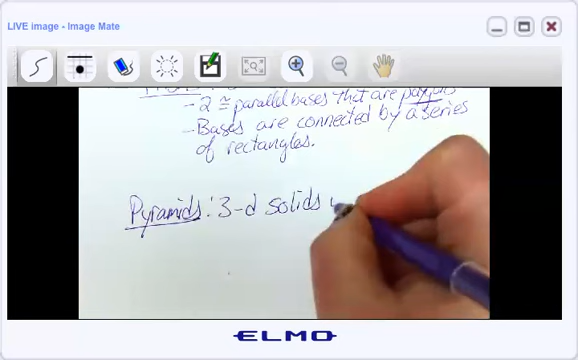 LIVE image - Image Mate
- 2 ≅ parallel bases that are polygons
- Bases are connected by a series
of rectangles.
Pyramids: 3-d solids
ELMO